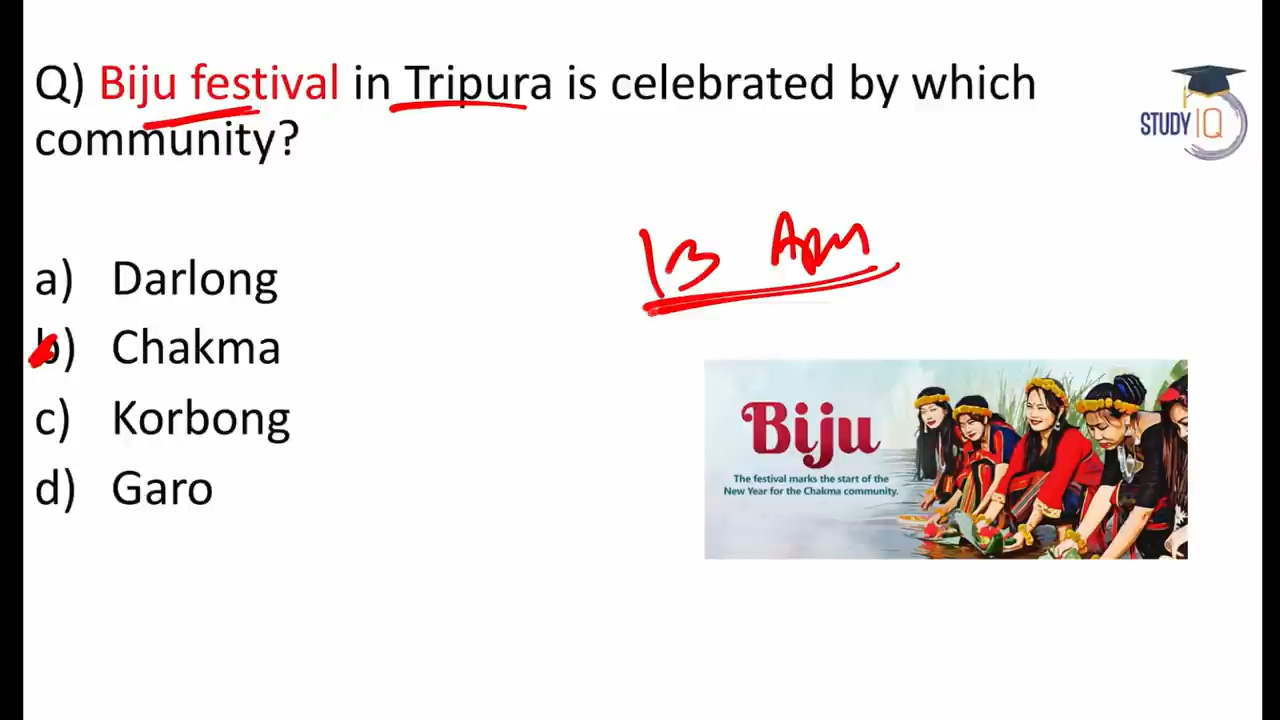 Q) Biju festival in Tripura is celebrated by which
community?
STUDY IQ
13 Apr
a) Darlong
b) Chakma
c) Korbong
d) Garo
Biju
The festival marks the start of the
New Year for the Chakma community.